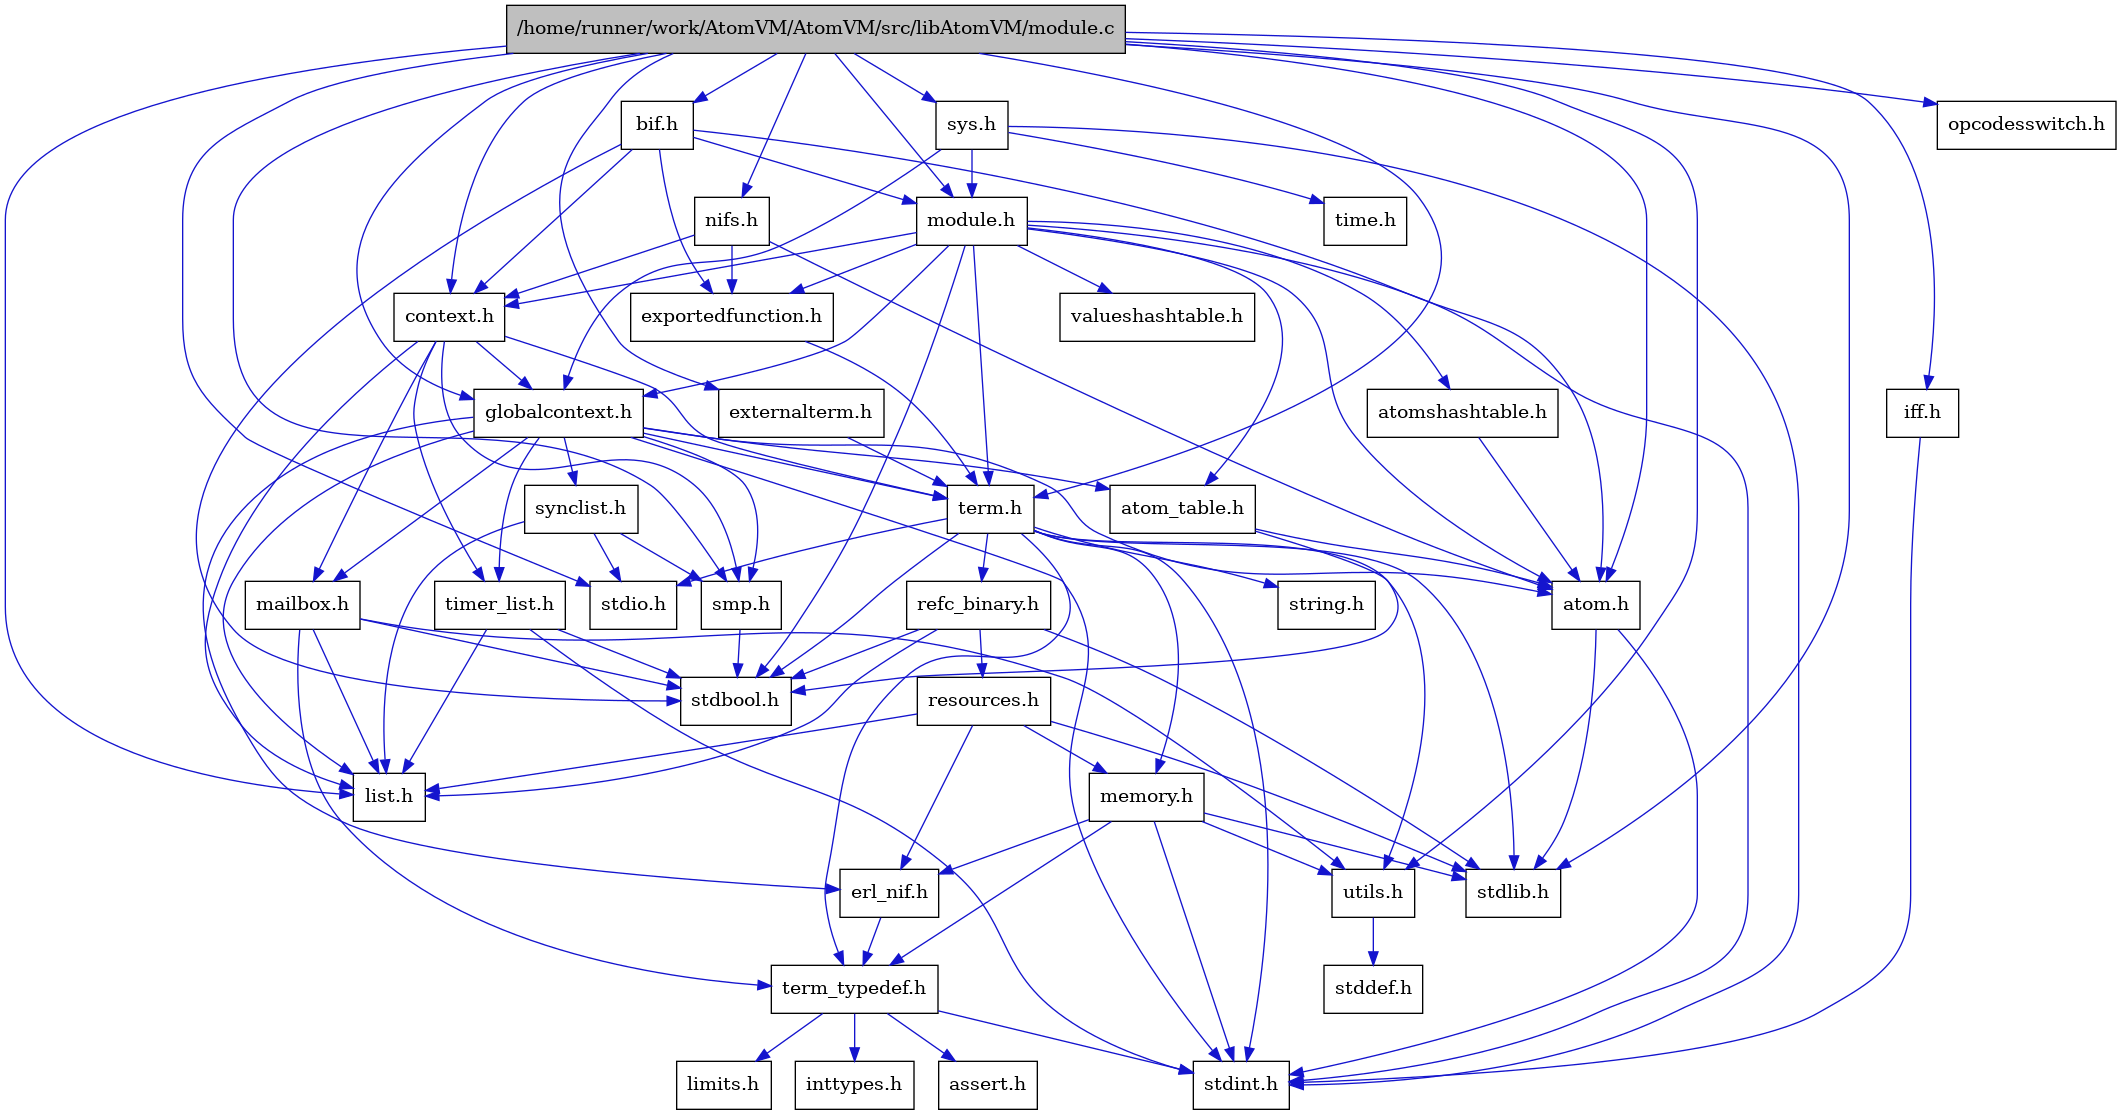 /home/runner/work/AtomVM/AtomVM/src/libAtomVM/module.c
bif.h
sys.h
opcodesswitch.h
nifs.h
module.h
time.h
context.h
exportedfunction.h
valueshashtable.h
globalcontext.h
externalterm.h
atomshashtable.h
iff.h
synclist.h
term.h
atom_table.h
mailbox.h
timer_list.h
stdio.h
smp.h
refc_binary.h
string.h
atom.h
stdbool.h
resources.h
list.h
memory.h
erl_nif.h
utils.h
stdlib.h
term_typedef.h
stddef.h
limits.h
inttypes.h
assert.h
stdint.h